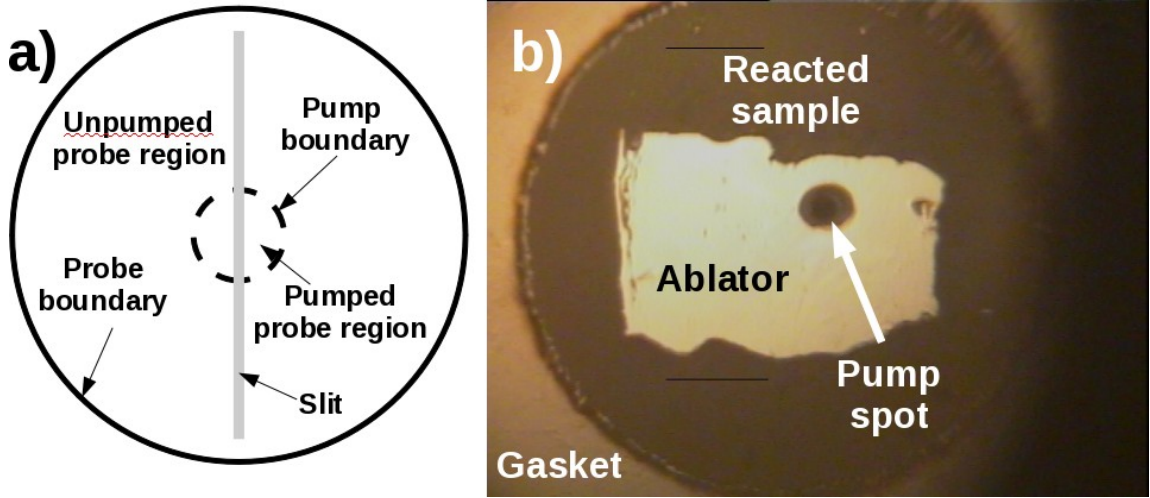 a)
Unpumped
probe region
Pump
boundary
Probe
boundary
Pumped
probe region
Slit
b)
Reacted
sample
Ablator
Pump
spot
Gasket